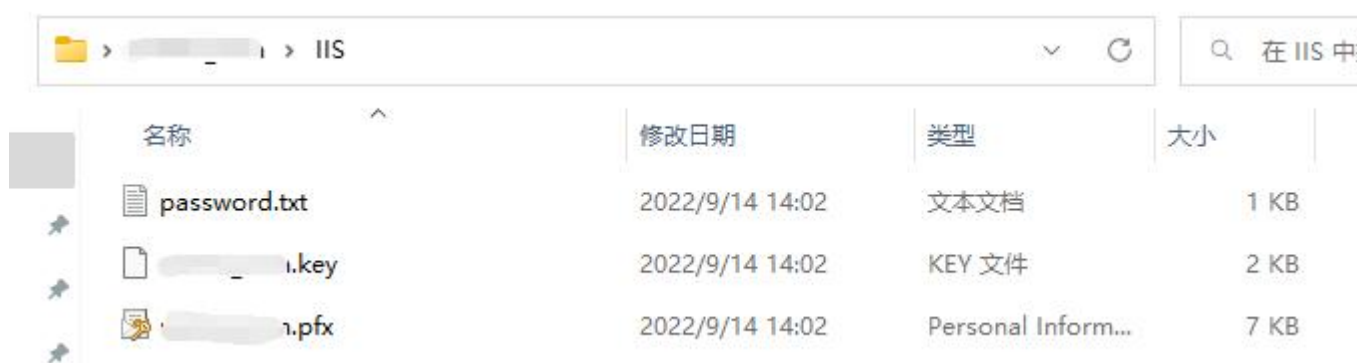 > _ > IIS 在 IIS 中
名称 修改日期 类型 大小
password.txt 2022/9/14 14:02 文本文档 1 KB
.key 2022/9/14 14:02 KEY 文件 2 KB
.pfx 2022/9/14 14:02 Personal Inform... 7 KB